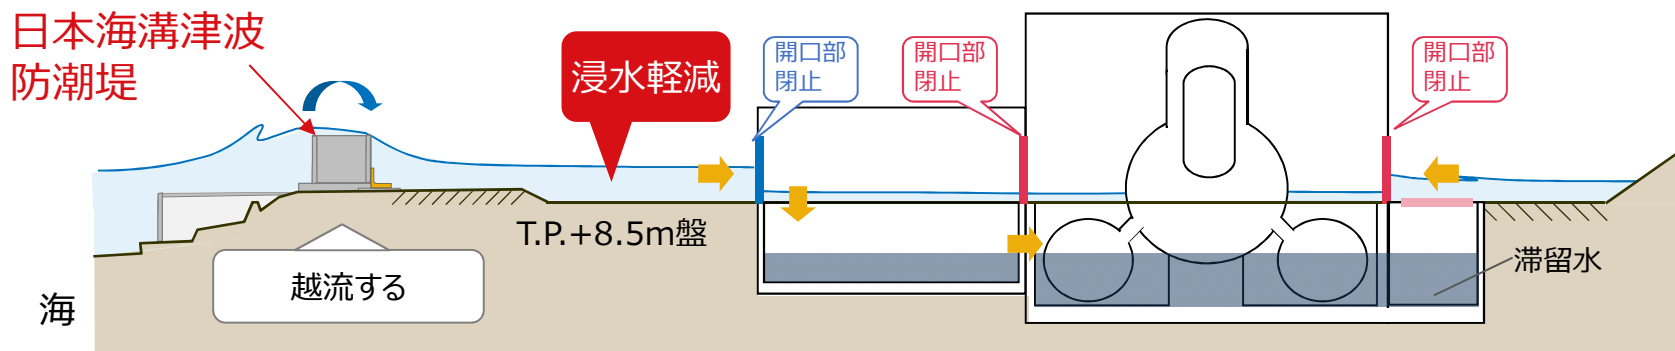 日本海溝津波
防潮堤
浸水軽減
開口部
閉止
開口部
閉止
開口部
閉止
T.P.+8.5m盤
越流する
滞留水
海